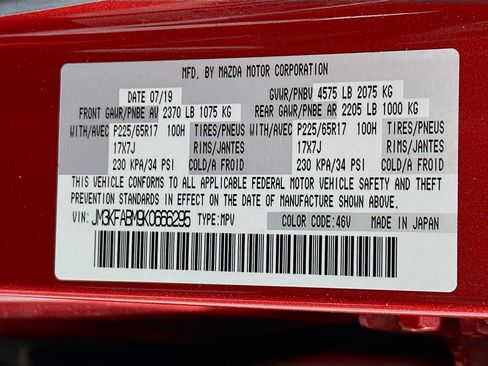 MFD. BY MAZDA MOTOR CORPORATION
DATE 07/19 GVWR/PNBV 4575 LB 2075 KG
FRONT GAWR/PNBE AV 2370 LB 1075 KG REAR GAWR/PNBE AR 2205 LB 1000 KG
WITH/AVEC P225/65R17 100H TIRES/PNEUS WITH/AVEC P225/65R17 100H TIRES/PNEUS
17X7J RIMS/JANTES 17X7J RIMS/JANTES
230 KPA/34 PSI COLD/A FROID 230 KPA/34 PSI COLD/A FROID
THIS VEHICLE CONFORMS TO ALL APPLICABLE FEDERAL MOTOR VEHICLE SAFETY AND THEFT
PREVENTION STANDARDS IN EFFECT ON THE DATE OF MANUFACTURE SHOWN ABOVE.
VIN: JM3KFABM9K0666295 TYPE:MPV COLOR CODE:46V MADE IN JAPAN